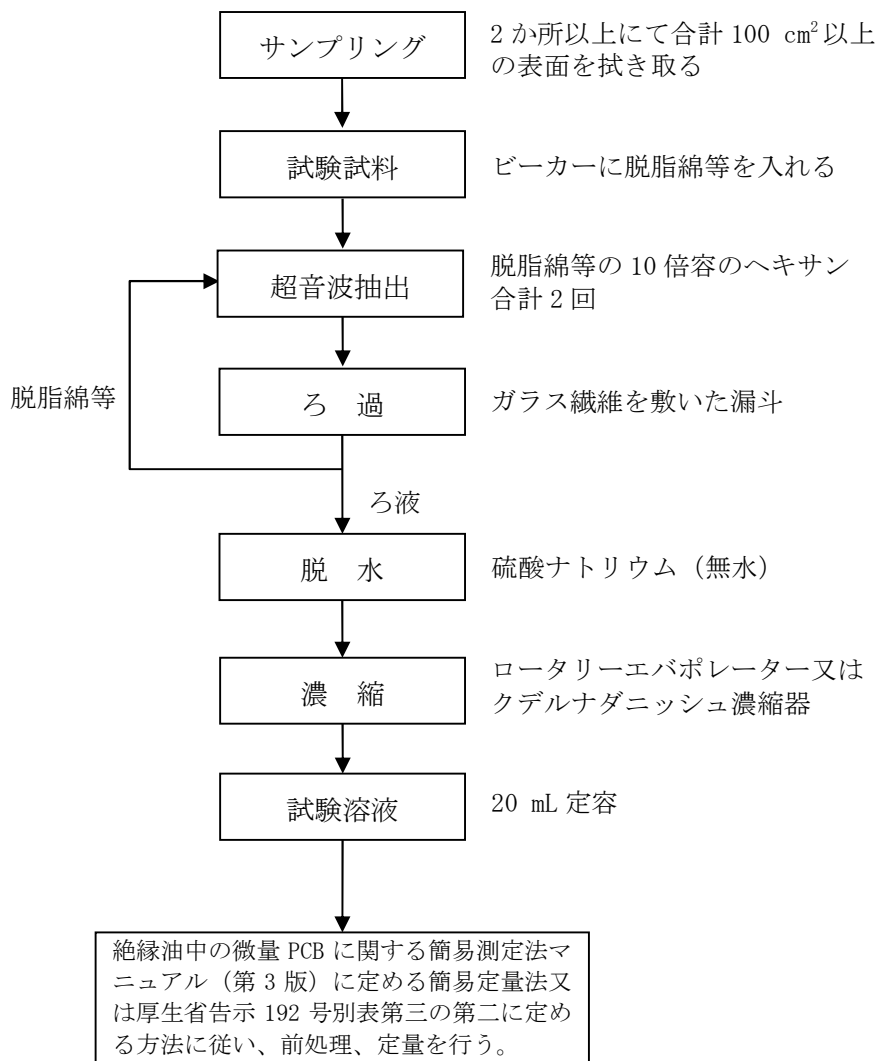 サンプリング
2 か所以上にて合計 100 cm²以上
の表面を拭き取る
試験試料
ビーカーに脱脂綿等を入れる
超音波抽出
脱脂綿等の 10 倍容のヘキサン
合計 2 回
脱脂綿等
ろ 過
ガラス繊維を敷いた漏斗
ろ液
脱 水
硫酸ナトリウム（無水）
濃 縮
ロータリーエバポレーター又は
クデルナダニッシュ濃縮器
試験溶液
20 mL 定容
絶縁油中の微量 PCB に関する簡易測定法マ
ニュアル（第 3 版）に定める簡易定量法又
は厚生省告示 192 号別表第三の第二に定め
る方法に従い、前処理、定量を行う。